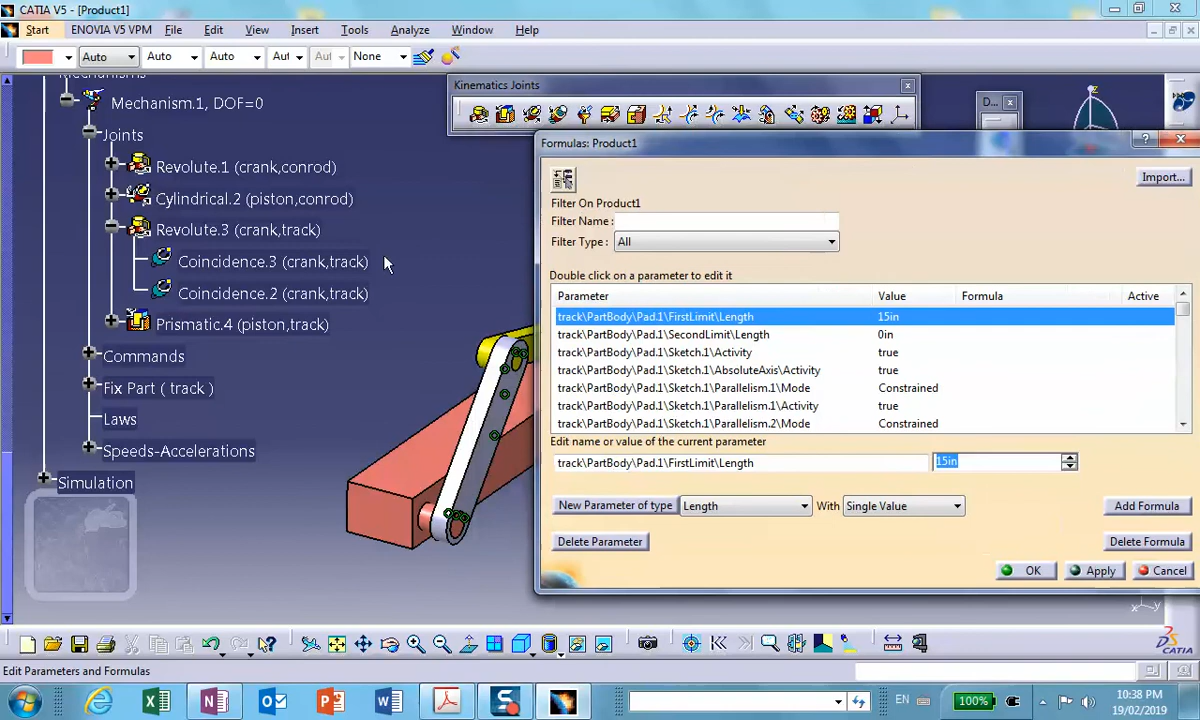 CATIA V5 - [Product1]
Start ENOVIA V5 VPM File Edit View Insert Tools Analyze Window Help
Auto Auto Auto Aut Aut None
Mechanisms
Mechanism.1, DOF=0
Joints
Revolute.1 (crank,conrod)
Cylindrical.2 (piston,conrod)
Revolute.3 (crank,track)
Coincidence.3 (crank,track)
Coincidence.2 (crank,track)
Prismatic.4 (piston,track)
Commands
Fix Part ( track )
Laws
Speeds-Accelerations
Simulation
Kinematics Joints
D...
z
Formulas: Product1
Import...
Filter On Product1
Filter Name :
Filter Type : All
Double click on a parameter to edit it
Parameter Value Formula Active
track\PartBody\Pad.1\FirstLimit\Length 15in
track\PartBody\Pad.1\SecondLimit\Length 0in
track\PartBody\Pad.1\Sketch.1\Activity true
track\PartBody\Pad.1\Sketch.1\AbsoluteAxis\Activity true
track\PartBody\Pad.1\Sketch.1\Parallelism.1\Mode Constrained
track\PartBody\Pad.1\Sketch.1\Parallelism.1\Activity true
track\PartBody\Pad.1\Sketch.1\Parallelism.2\Mode Constrained
Edit name or value of the current parameter
track\PartBody\Pad.1\FirstLimit\Length 15in
New Parameter of type Length With Single Value Add Formula
Delete Parameter Delete Formula
OK Apply Cancel
CATIA
Edit Parameters and Formulas
EN 100% 10:38 PM
19/02/2019